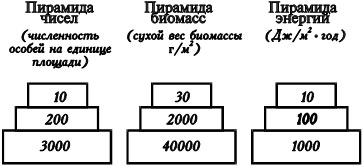 Пирамида
чисел
(численность
особей на единице
площади)
10
200
3000
Пирамида
биомасс
(сухой вес биомассы
г/м²)
30
2000
40000
Пирамида
энергий
(Дж/м² · год)
10
100
1000